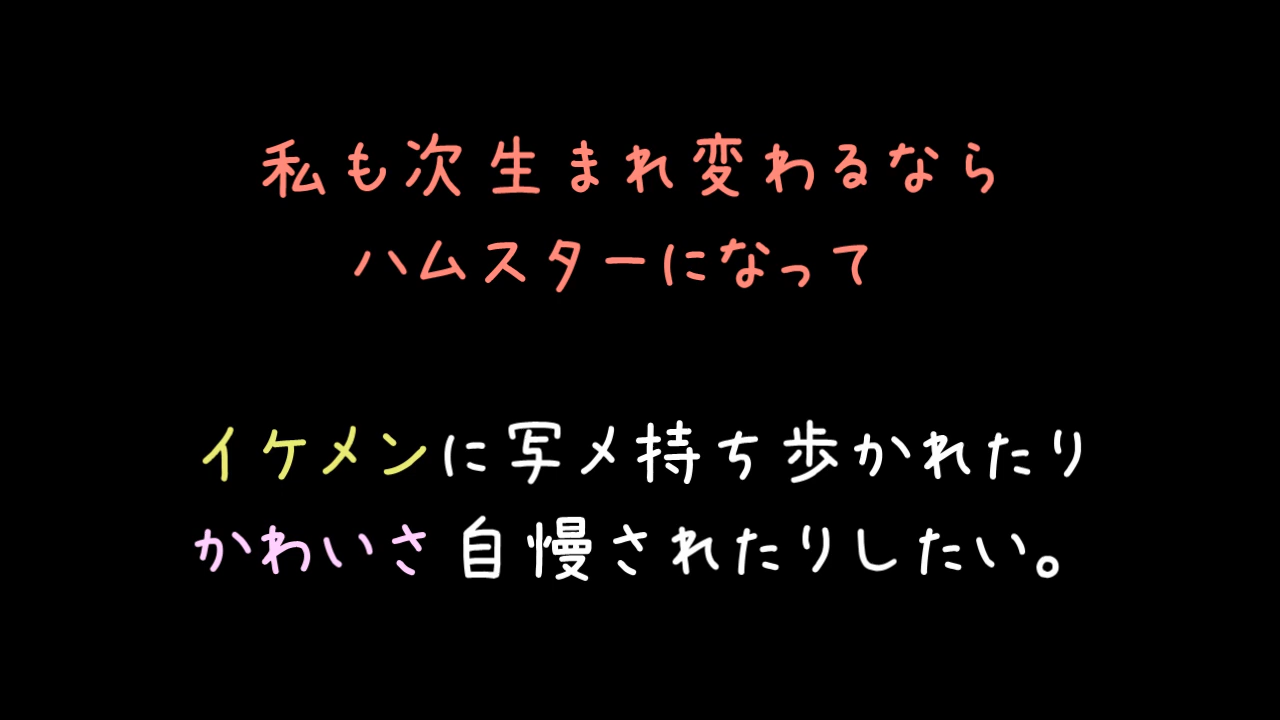 私も次生まれ変わるなら
ハムスターになって
イケメンに写メ持ち歩かれたり
かわいさ自慢されたりしたい。